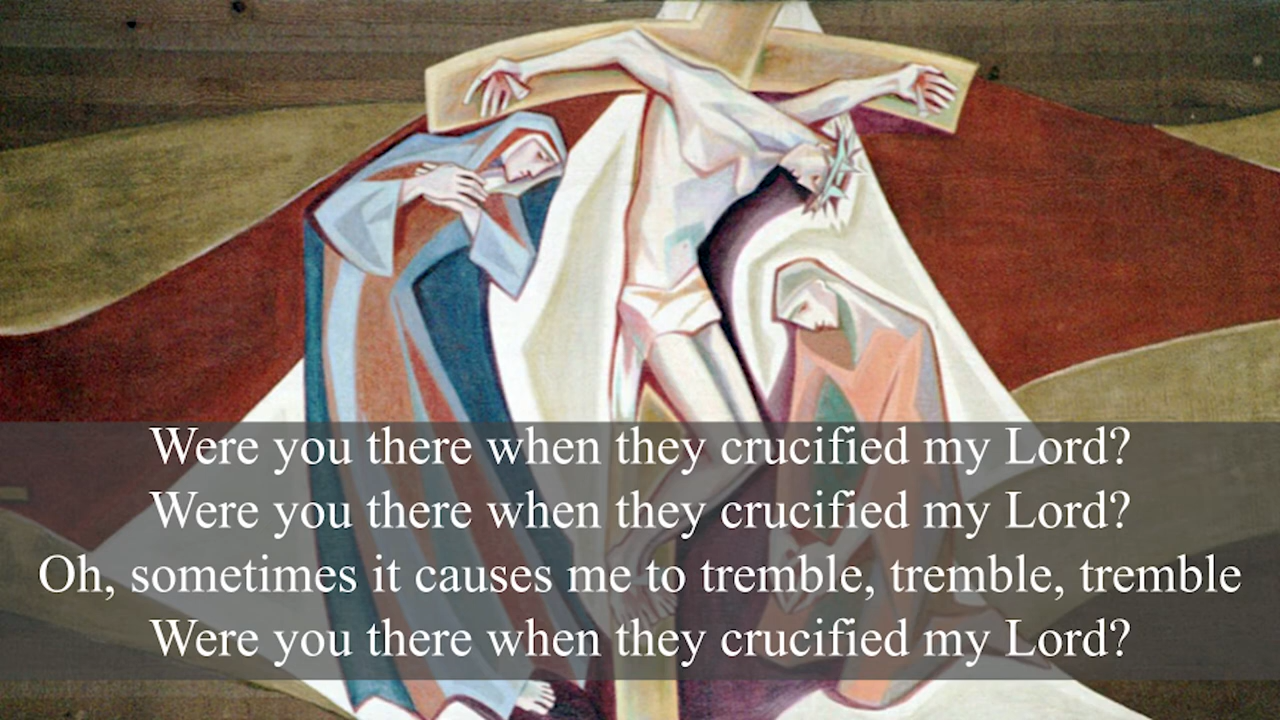 Were you there when they crucified my Lord?
Were you there when they crucified my Lord?
Oh, sometimes it causes me to tremble, tremble, tremble
Were you there when they crucified my Lord?